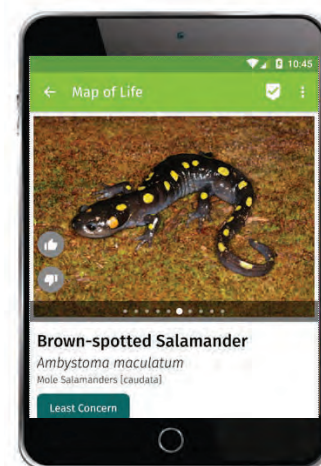 10:45
Map of Life
Brown-spotted Salamander
Ambystoma maculatum
Mole Salamanders [caudata]
Least Concern